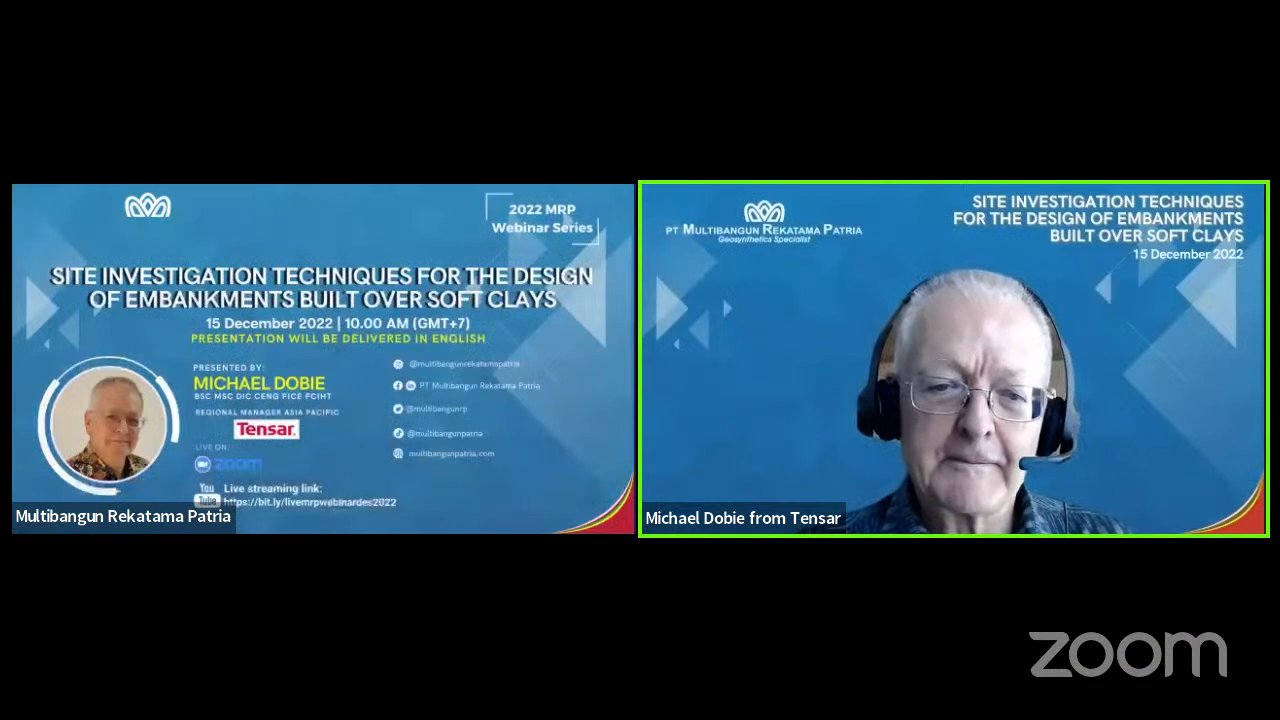 2022 MRP
Webinar Series
SITE INVESTIGATION TECHNIQUES FOR THE DESIGN
OF EMBANKMENTS BUILT OVER SOFT CLAYS
15 December 2022 | 10.00 AM (GMT+7)
PRESENTATION WILL BE DELIVERED IN ENGLISH
PRESENTED BY:
MICHAEL DOBIE
BSC MSC DIC CENG FICE FCIHT
REGIONAL MANAGER ASIA PACIFIC
Tensar.
LIVE ON:
zoom
You
Tube
Live streaming link:
https://bit.ly/livemrpwebinardes2022
@multibangunrekatamapatria
PT Multibangun Rekatama Patria
@multibangunrp
@multibangunpatria
multibangunpatria.com
Multibangun Rekatama Patria
PT MULTIBANGUN REKATAMA PATRIA
Geosynthetics Specialist
SITE INVESTIGATION TECHNIQUES
FOR THE DESIGN OF EMBANKMENTS
BUILT OVER SOFT CLAYS
15 December 2022
Michael Dobie from Tensar
zoom